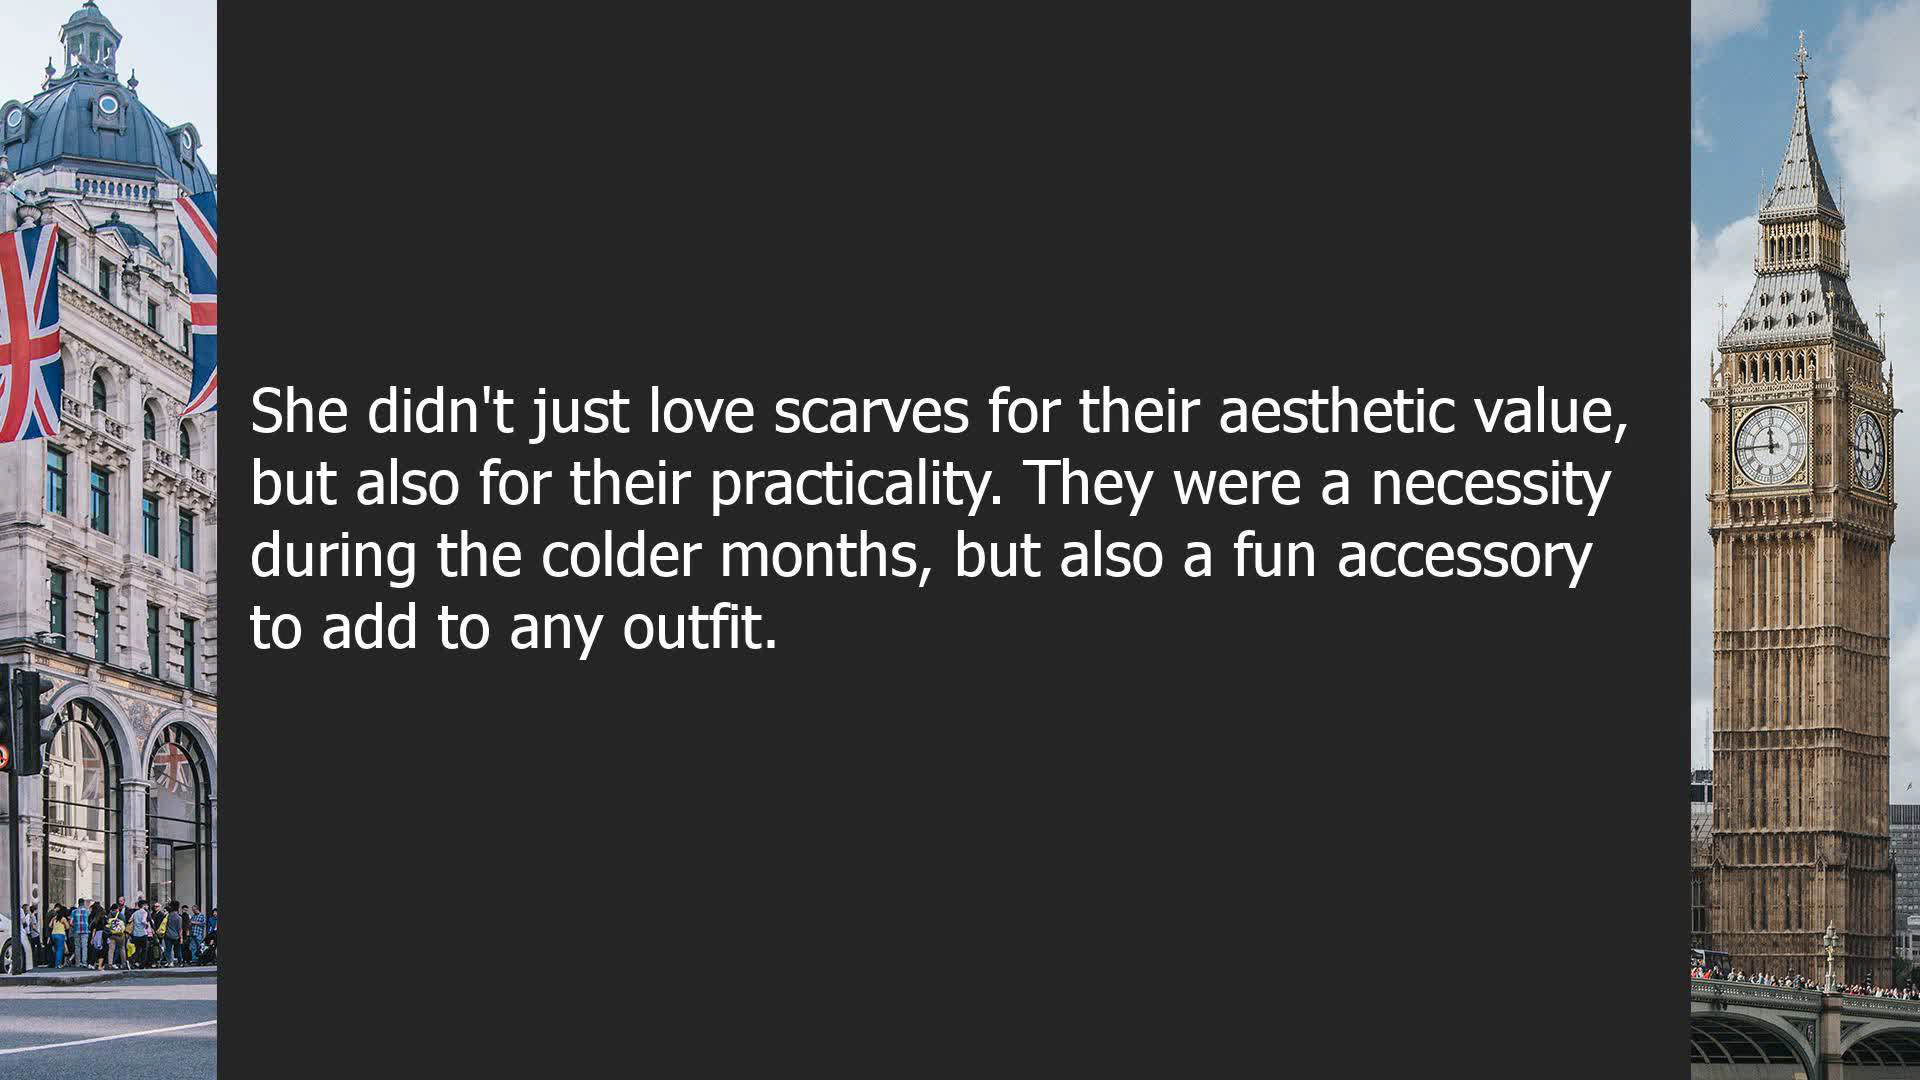 She didn't just love scarves for their aesthetic value,
but also for their practicality. They were a necessity
during the colder months, but also a fun accessory
to add to any outfit.